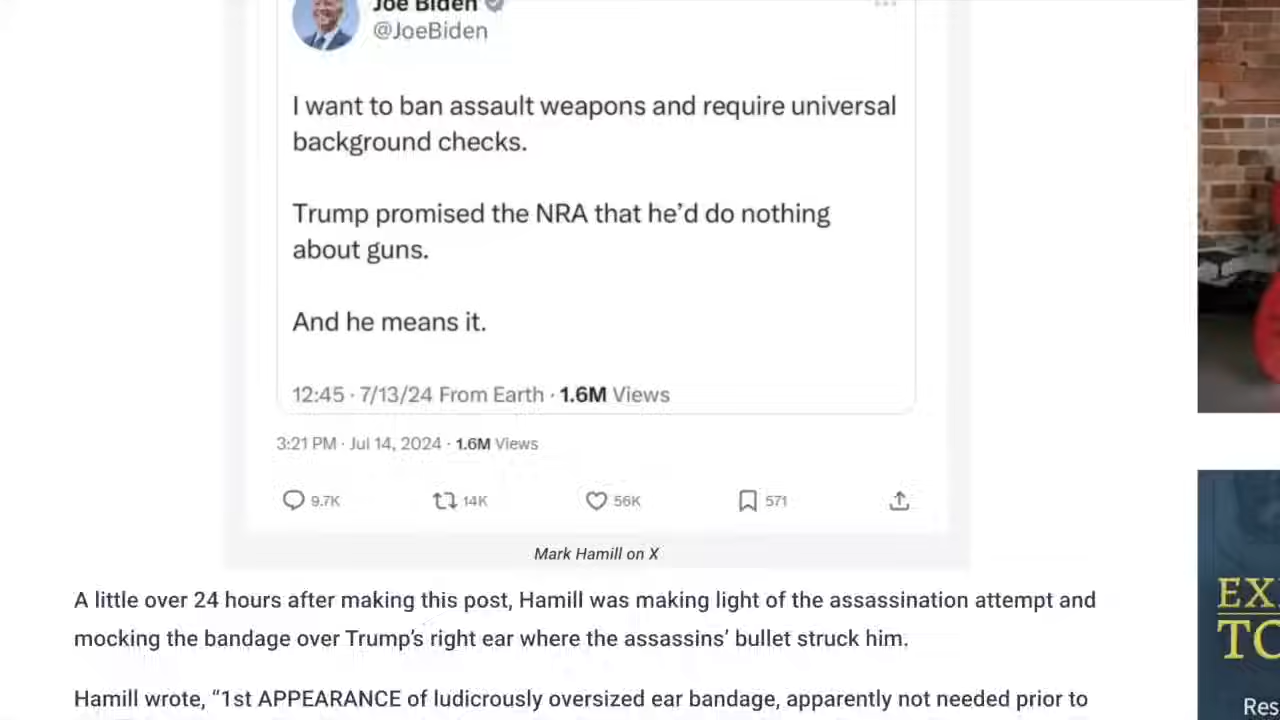 Joe Biden
@JoeBiden
I want to ban assault weapons and require universal
background checks.
Trump promised the NRA that he’d do nothing
about guns.
And he means it.
12:45 · 7/13/24 From Earth · 1.6M Views
3:21 PM · Jul 14, 2024 · 1.6M Views
9.7K 14K 56K 571
Mark Hamill on X
A little over 24 hours after making this post, Hamill was making light of the assassination attempt and
mocking the bandage over Trump’s right ear where the assassins’ bullet struck him.
Hamill wrote, “1st APPEARANCE of ludicrously oversized ear bandage, apparently not needed prior to